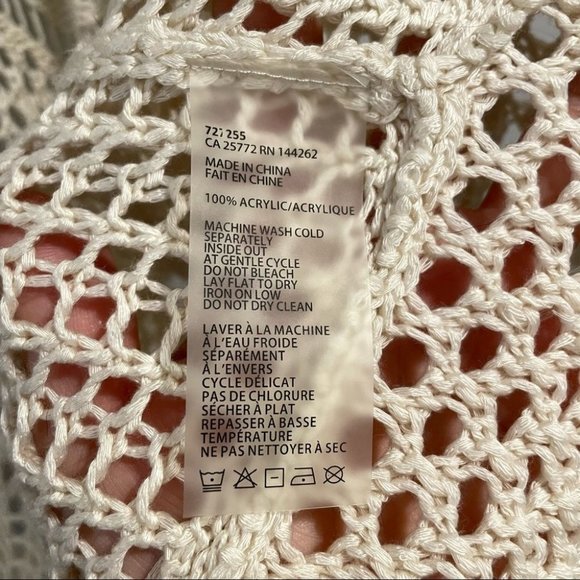 727255
CA 25772 RN 144262
MADE IN CHINA
FAIT EN CHINE
100% ACRYLIC/ACRYLIQUE
MACHINE WASH COLD
SEPARATELY
INSIDE OUT
AT GENTLE CYCLE
DO NOT BLEACH
LAY FLAT TO DRY
IRON ON LOW
DO NOT DRY CLEAN
LAVER À LA MACHINE
À L'EAU FROIDE
SÉPARÉMENT
À L'ENVERS
CYCLE DÉLICAT
PAS DE CHLORURE
SÉCHER À PLAT
REPASSER À BASSE
TEMPÉRATURE
NE PAS NETTOYER À SEC